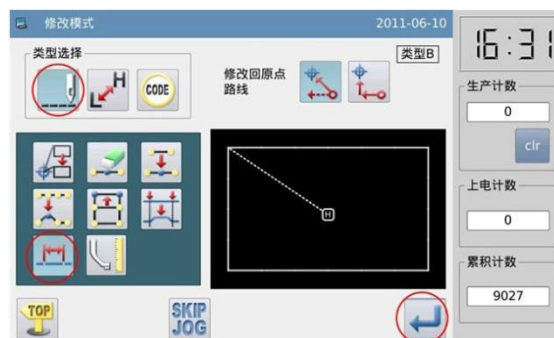 修改模式
2011-06-10
类型选择
H
L
CODE
修改回原点
路线
类型B
H
TOP
SKIP
JOG
16:31
生产计数
0
clr
上电计数
0
累积计数
9027